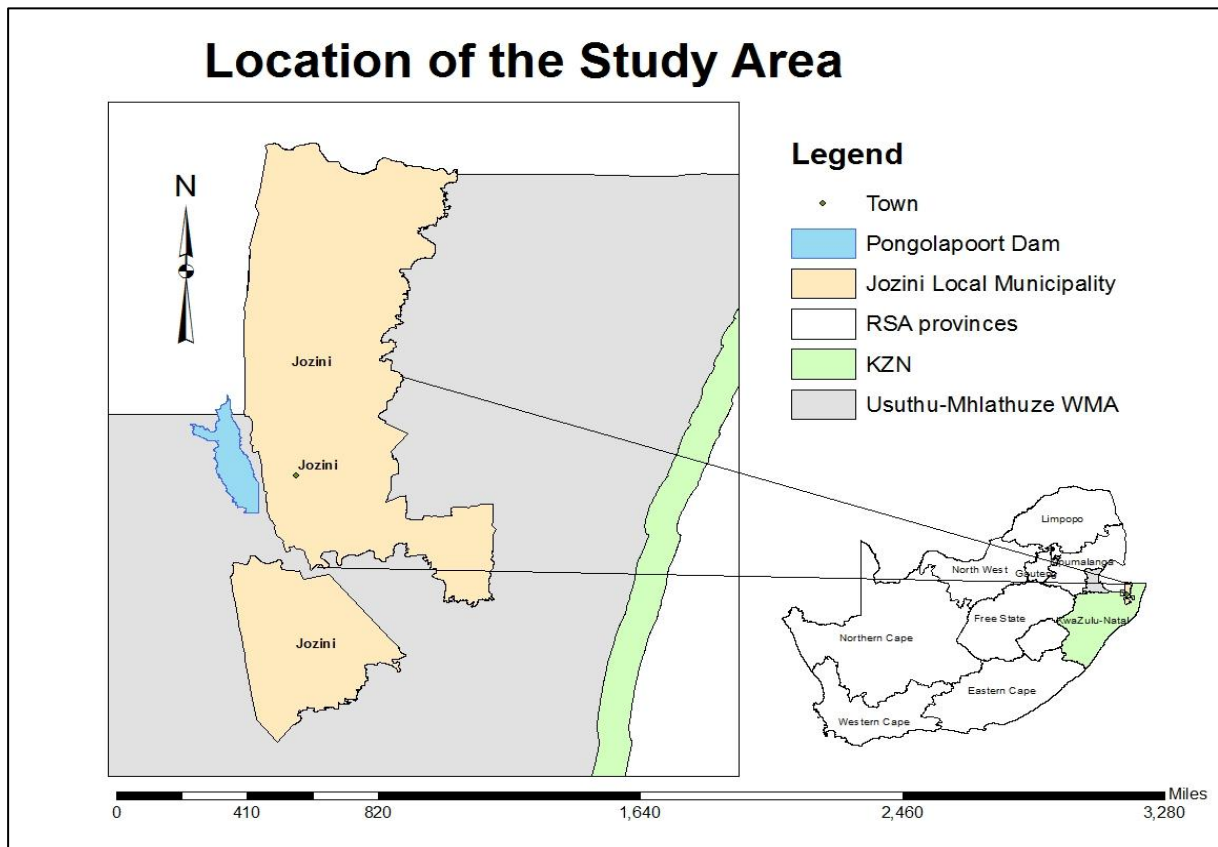 Location of the Study Area
N
Jozini
Jozini
Jozini
Legend
Town
Pongolapoort Dam
Jozini Local Municipality
RSA provinces
KZN
Usuthu-Mhlathuze WMA
Limpopo
North West
Gauteng
Free State
KwaZulu-Natal
Northern Cape
Eastern Cape
Western Cape
0 410 820 1,640 2,460 3,280 Miles